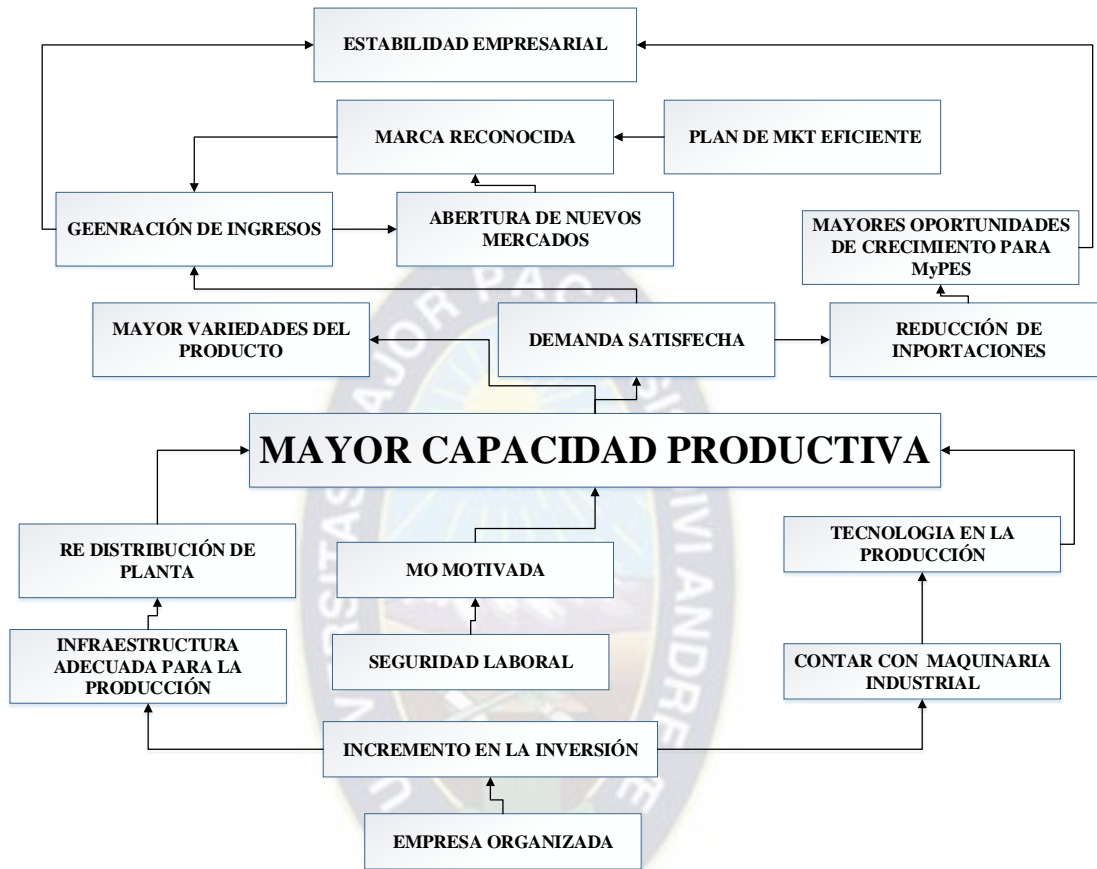 ESTABILIDAD EMPRESARIAL
MARCA RECONOCIDA
PLAN DE MKT EFICIENTE
GEENRACIÓN DE INGRESOS
ABERTURA DE NUEVOS
MERCADOS
MAYORES OPORTUNIDADES
DE CRECIMIENTO PARA
MyPES
MAYOR VARIEDADES DEL
PRODUCTO
DEMANDA SATISFECHA
REDUCCIÓN DE
INPORTACIONES
MAYOR CAPACIDAD PRODUCTIVA
RE DISTRIBUCIÓN DE
PLANTA
MO MOTIVADA
TECNOLOGIA EN LA
PRODUCCIÓN
INFRAESTRUCTURA
ADECUADA PARA LA
PRODUCCIÓN
SEGURIDAD LABORAL
CONTAR CON MAQUINARIA
INDUSTRIAL
INCREMENTO EN LA INVERSIÓN
EMPRESA ORGANIZADA